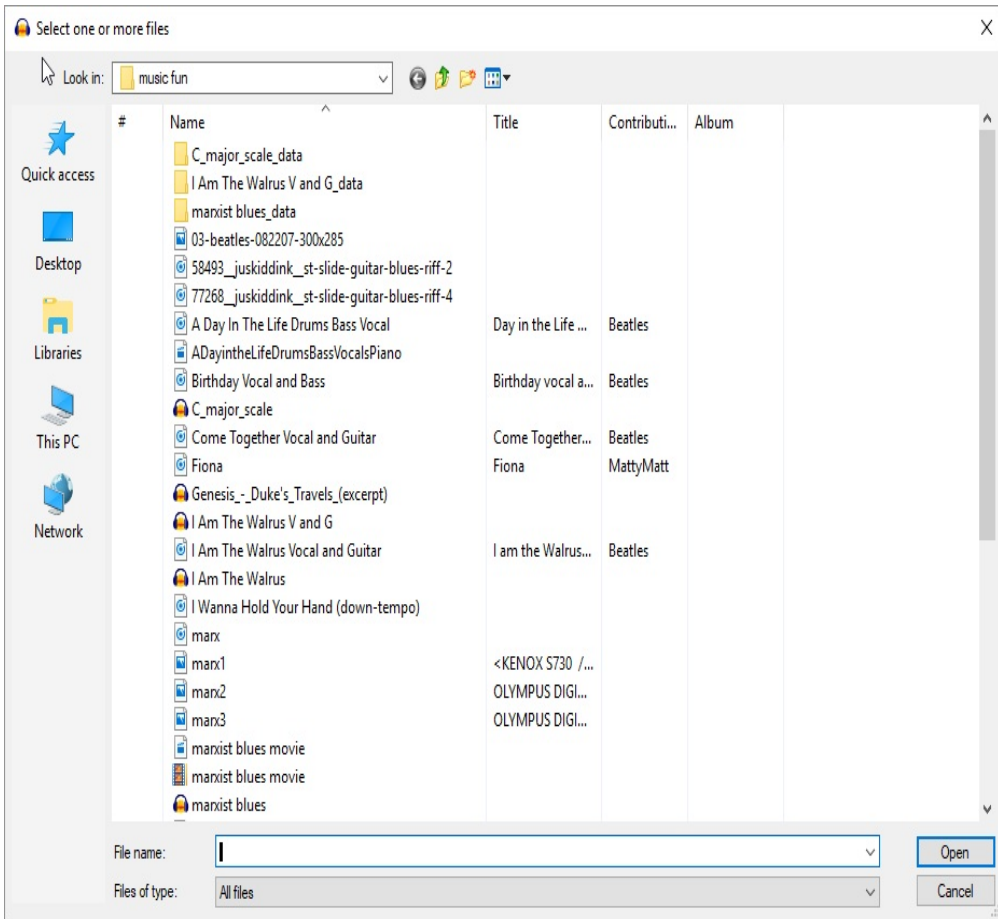 Select one or more files
Look in: music fun
# Name Title Contributi... Album
C_major_scale_data
I Am The Walrus V and G_data
marxist blues_data
03-beatles-082207-300x285
58493__juskiddink__st-slide-guitar-blues-riff-2
77268__juskiddink__st-slide-guitar-blues-riff-4
A Day In The Life Drums Bass Vocal Day in the Life ... Beatles
ADayintheLifeDrumsBassVocalsPiano
Birthday Vocal and Bass Birthday vocal a... Beatles
C_major_scale
Come Together Vocal and Guitar Come Together... Beatles
Fiona Fiona MattyMatt
Genesis_-_Duke's_Travels_(excerpt)
I Am The Walrus V and G
I Am The Walrus Vocal and Guitar I am the Walrus... Beatles
I Am The Walrus
I Wanna Hold Your Hand (down-tempo)
marx
marx1 <KENOX S730 /...
marx2 OLYMPUS DIGI...
marx3 OLYMPUS DIGI...
marxist blues movie
marxist blues movie
marxist blues
Quick access
Desktop
Libraries
This PC
Network
File name: Open
Files of type: All files Cancel